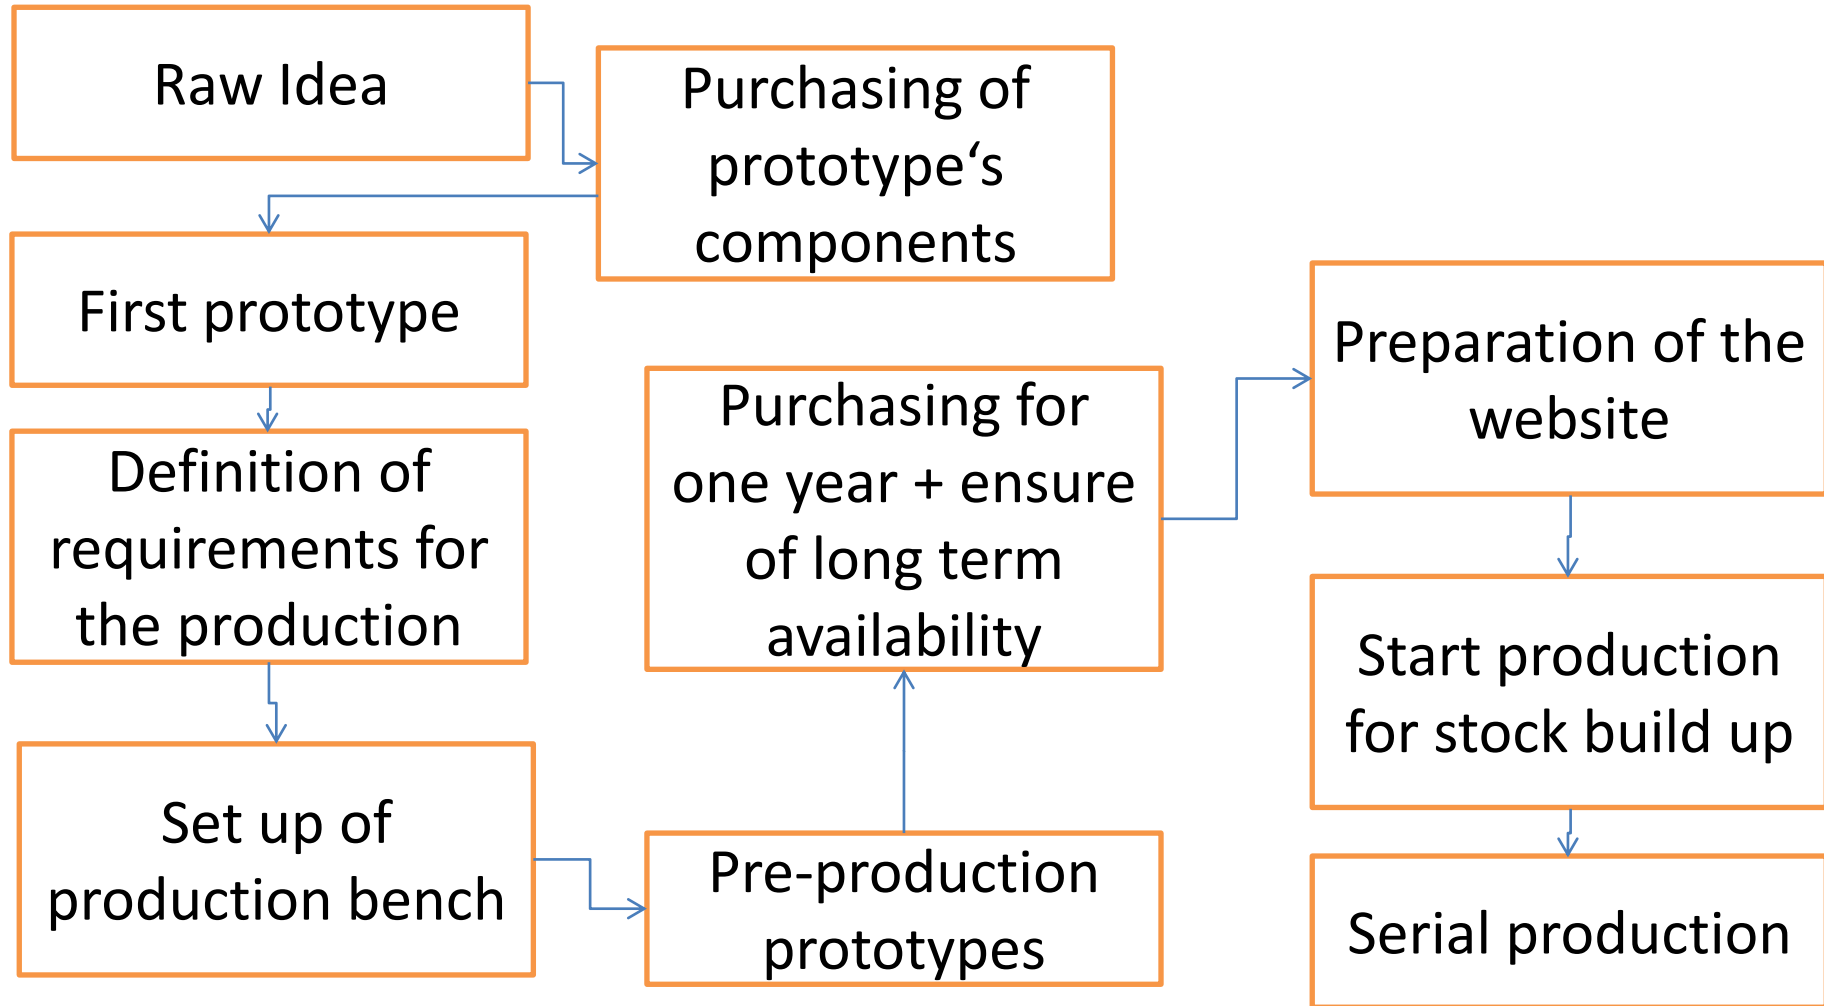 Raw Idea
Purchasing of
prototype‘s
components
First prototype
Definition of
requirements for
the production
Set up of
production bench
Pre-production
prototypes
Purchasing for
one year + ensure
of long term
availability
Preparation of the
website
Start production
for stock build up
Serial production